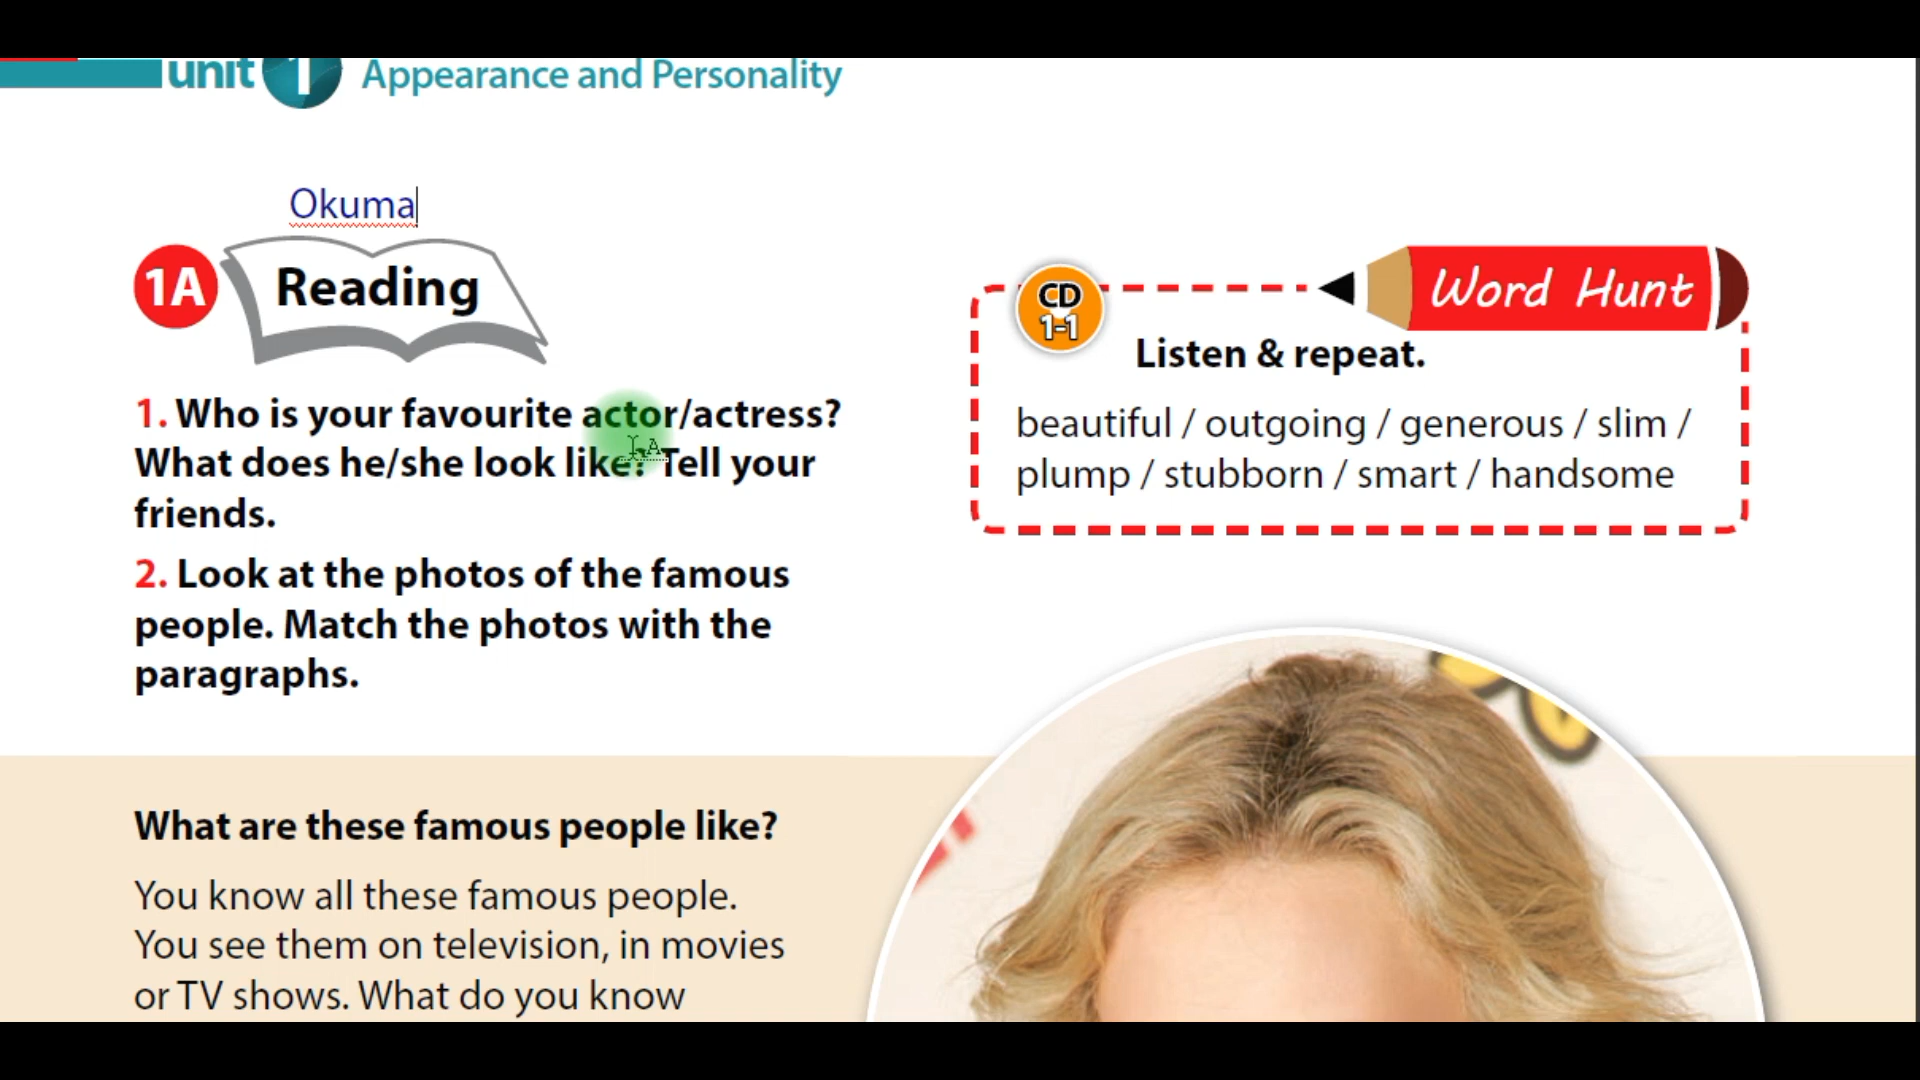 unit 1 Appearance and Personality
Okuma
1A Reading
1. Who is your favourite actor/actress?
What does he/she look like? Tell your
friends.
2. Look at the photos of the famous
people. Match the photos with the
paragraphs.
Word Hunt
CD
1-1
Listen & repeat.
beautiful / outgoing / generous / slim /
plump / stubborn / smart / handsome
What are these famous people like?
You know all these famous people.
You see them on television, in movies
or TV shows. What do you know